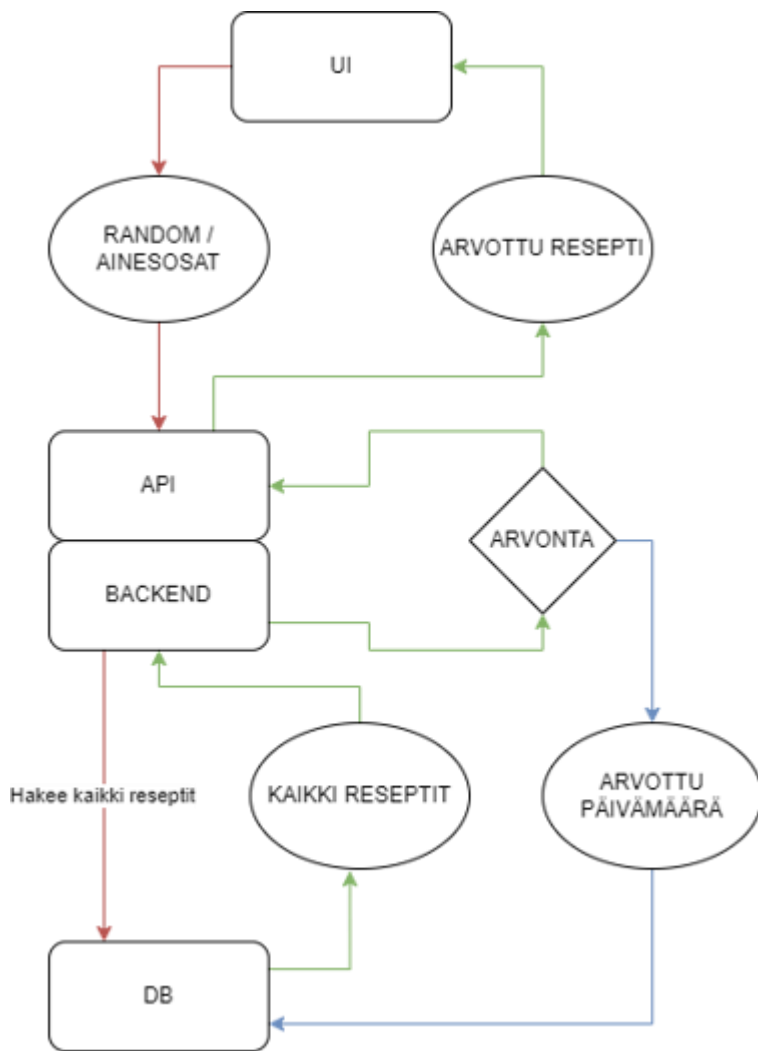 UI
RANDOM /
AINESOSAT
ARVOTTU RESEPTI
API
ARVONTA
BACKEND
Hakee kaikki reseptit
KAIKKI RESEPTIT
ARVOTTU
PÄIVÄMÄÄRÄ
DB